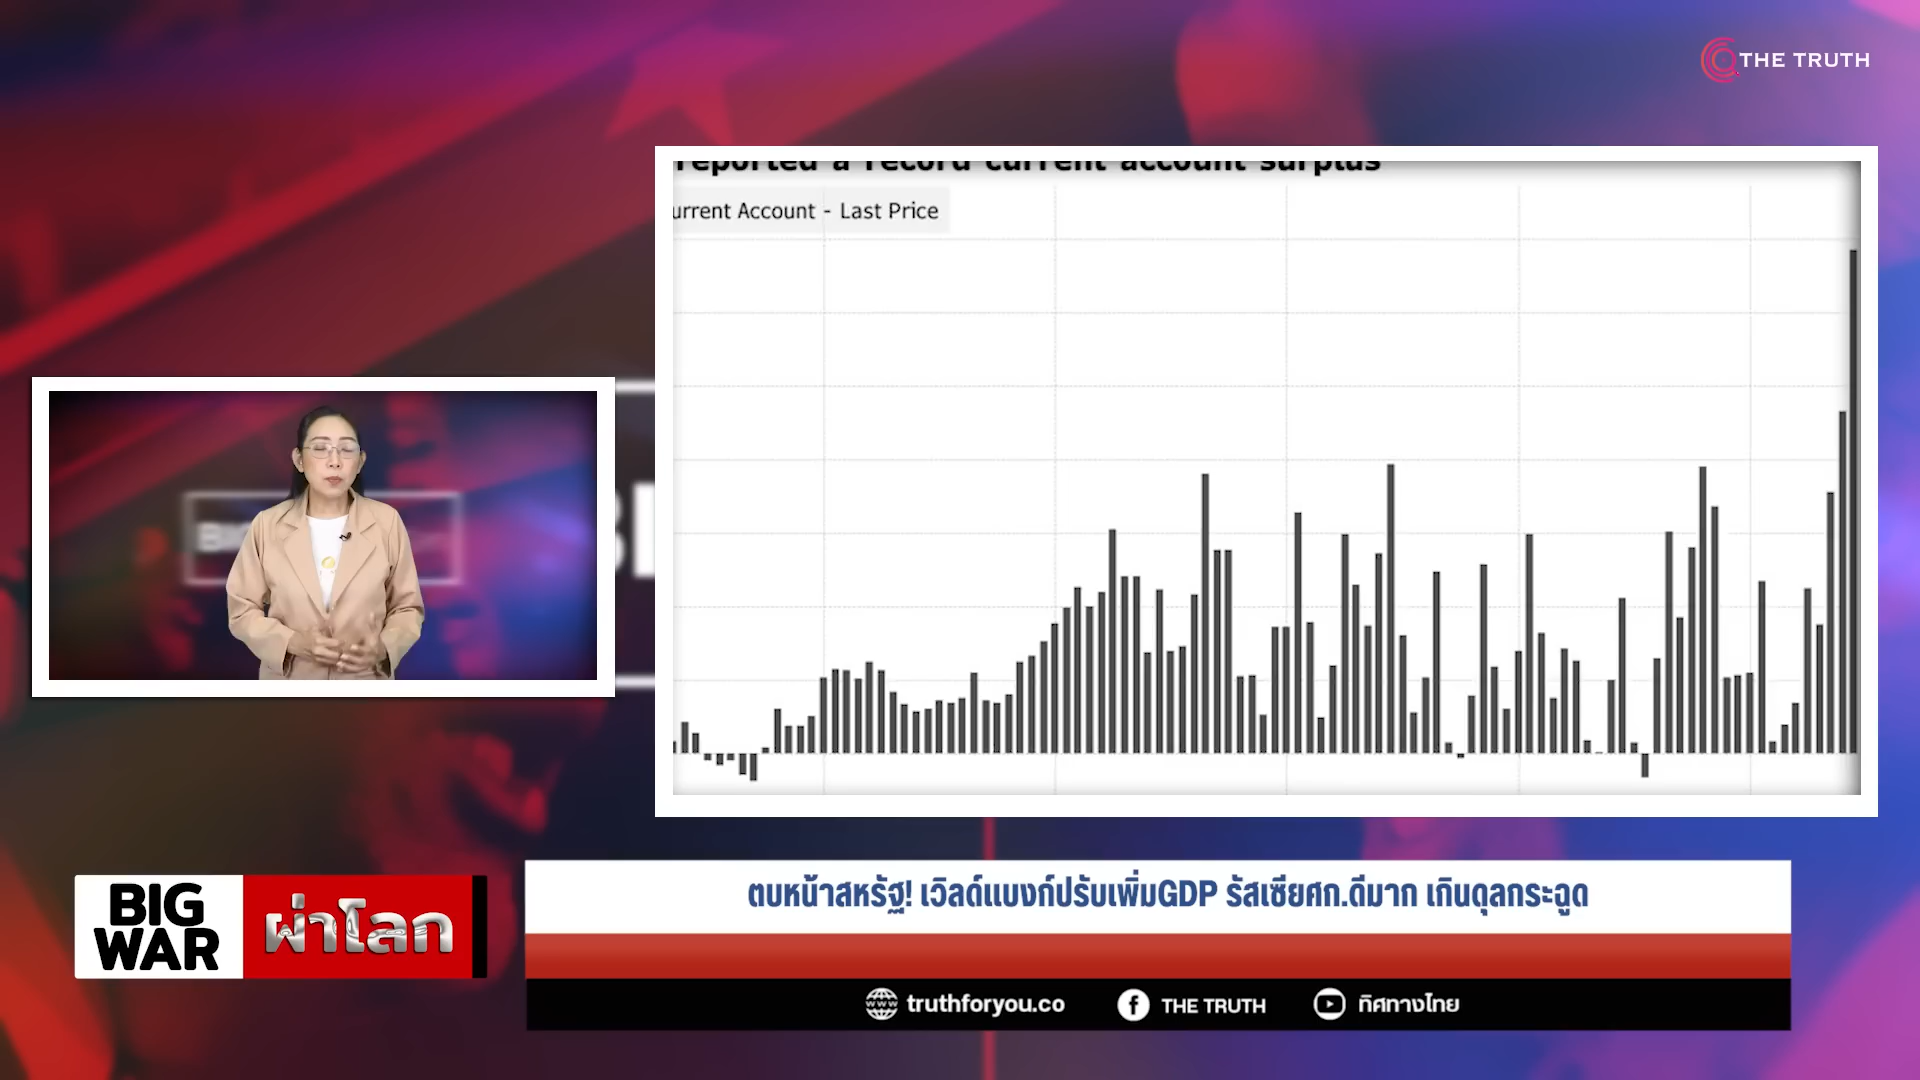 THE TRUTH
reported a record current account surplus
urrent Account - Last Price
BIG
WAR
ผ่าโลก
ตบหน้าสหรัฐ! เวิลด์แบงก์ปรับเพิ่มGDP รัสเซียศก.ดีมาก เกินดุลกระฉูด
truthforyou.co
THE TRUTH
ทิศทางไทย